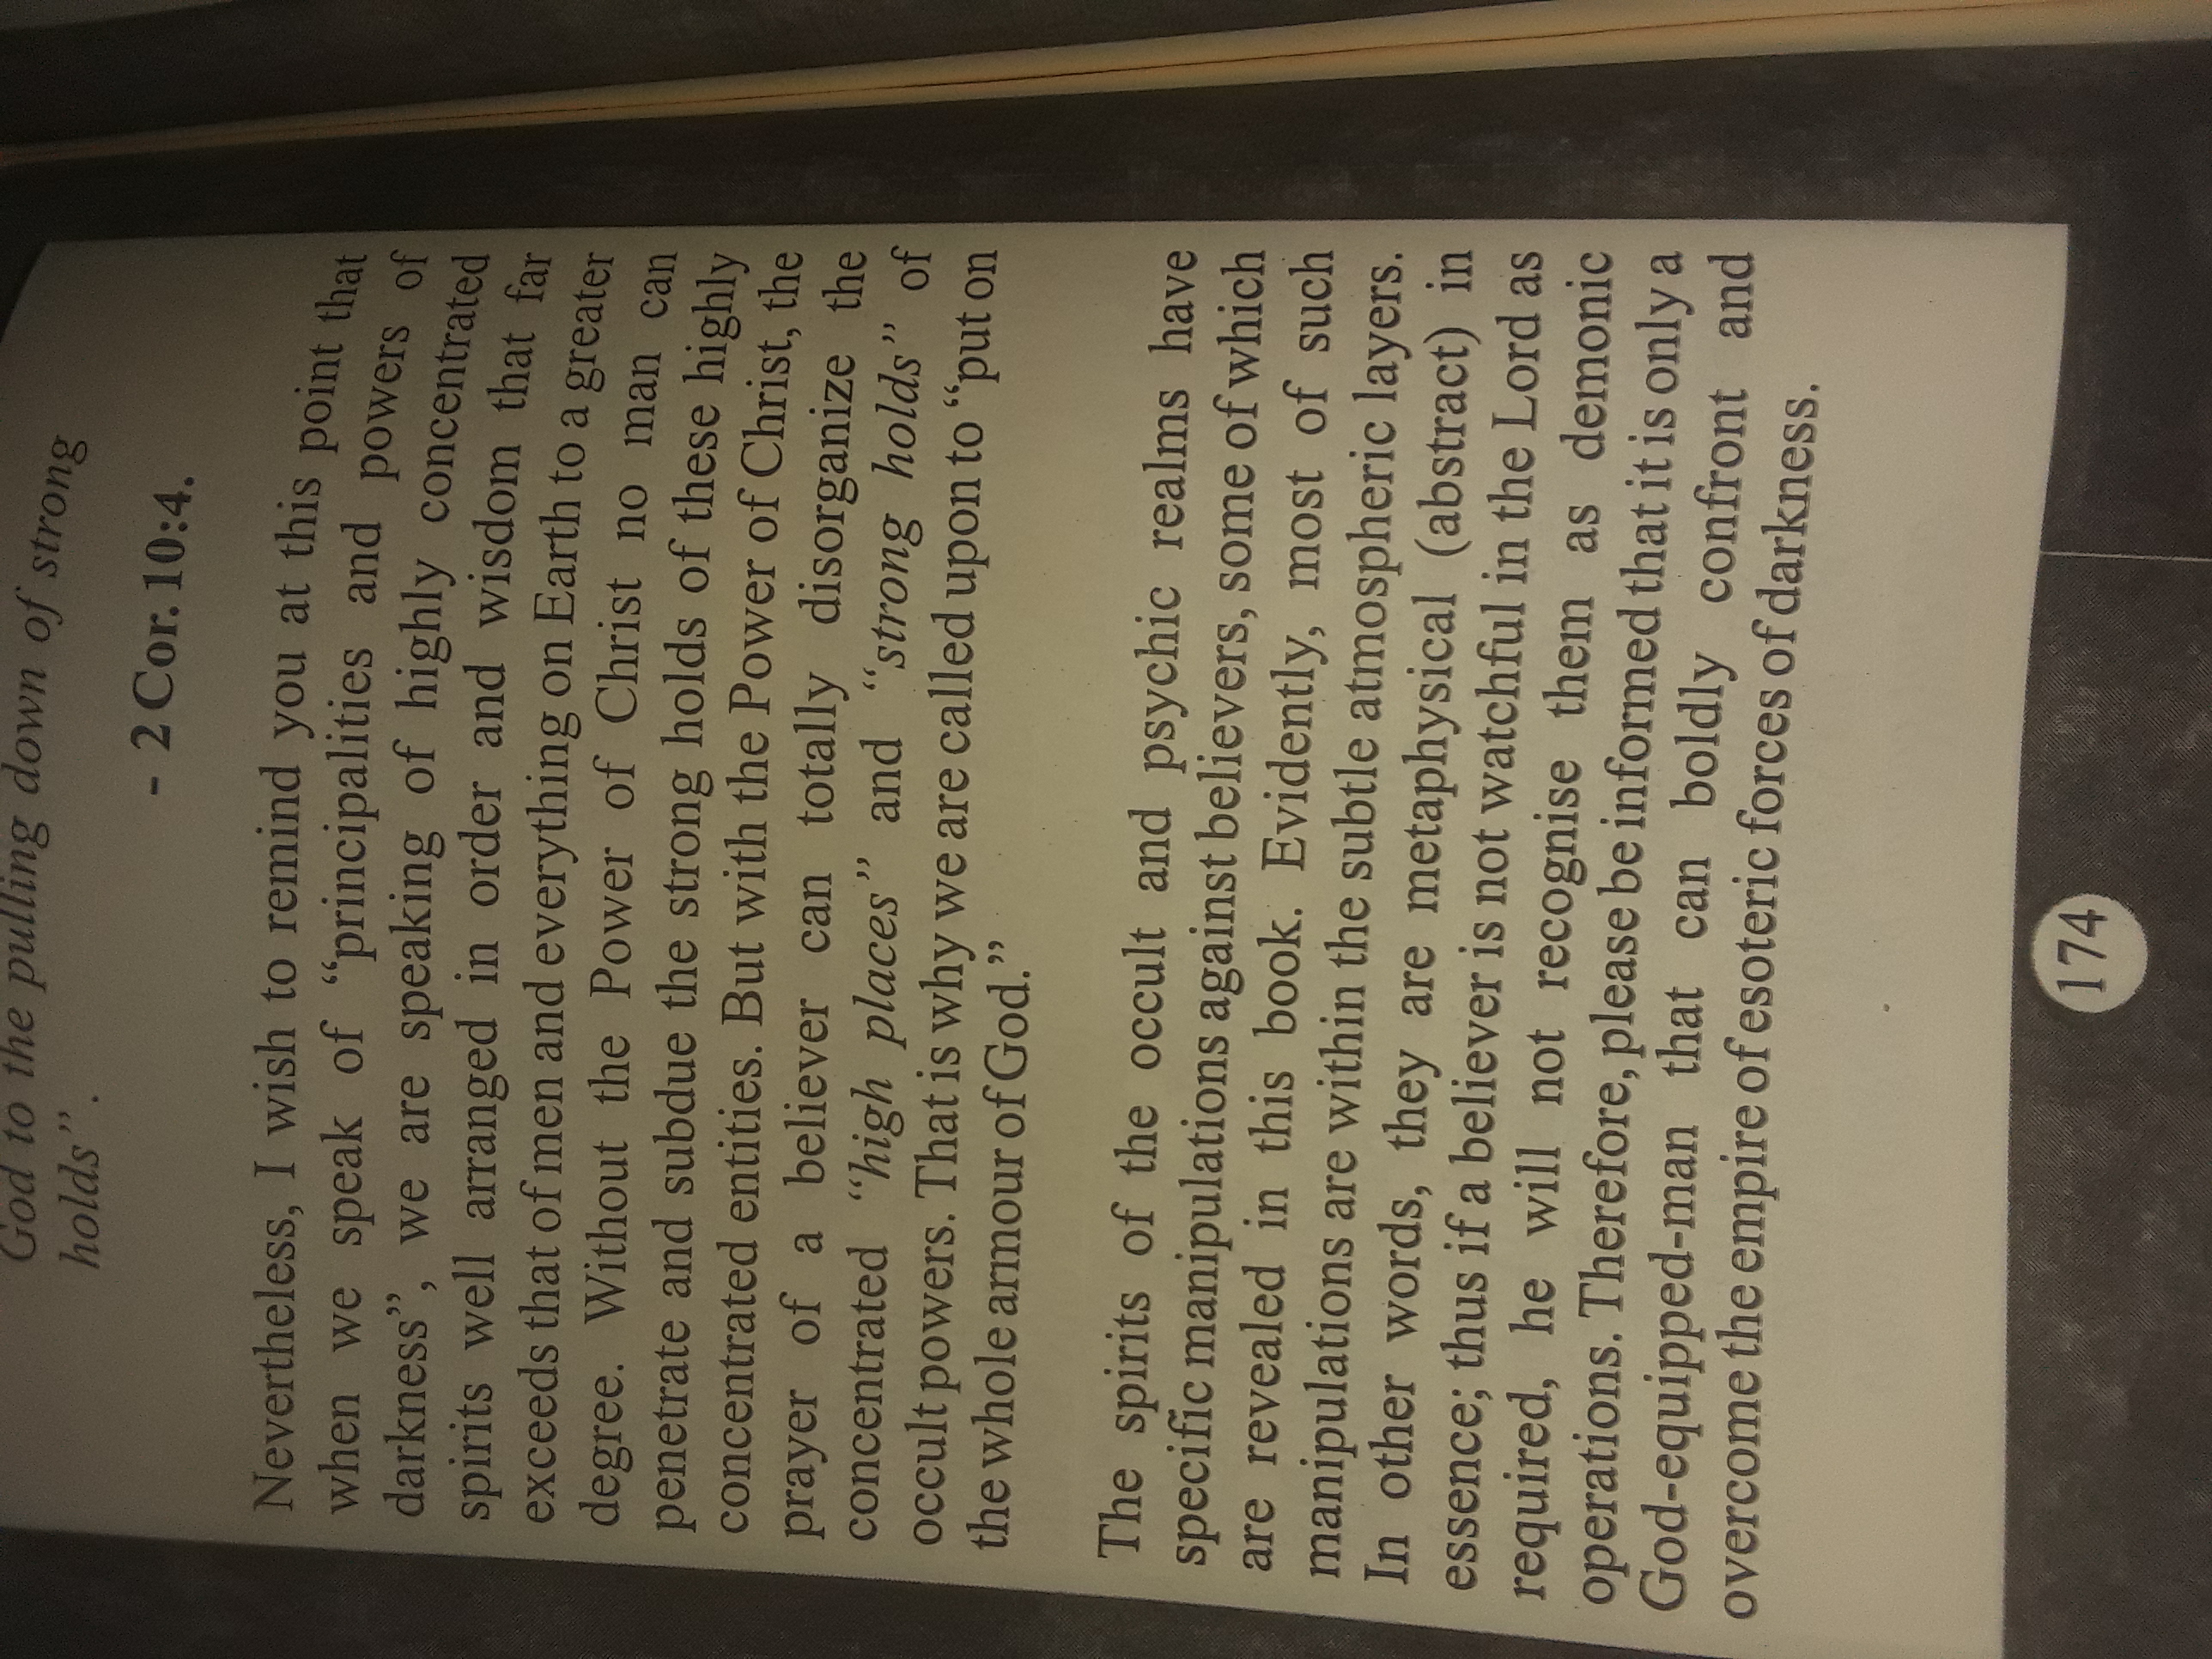 God to the pulling down of strong
holds”.
- 2 Cor. 10:4.
Nevertheless, I wish to remind you at this point that
when we speak of “principalities and powers of
darkness”, we are speaking of highly concentrated
spirits well arranged in order and wisdom that far
exceeds that of men and everything on Earth to a greater
degree. Without the Power of Christ no man can
penetrate and subdue the strong holds of these highly
concentrated entities. But with the Power of Christ, the
prayer of a believer can totally disorganize the
concentrated “high places” and “strong holds” of
occult powers. That is why we are called upon to “put on
the whole armour of God.”
The spirits of the occult and psychic realms have
specific manipulations against believers, some of which
are revealed in this book. Evidently, most of such
manipulations are within the subtle atmospheric layers.
In other words, they are metaphysical (abstract) in
essence; thus if a believer is not watchful in the Lord as
required, he will not recognise them as demonic
operations. Therefore, please be informed that it is only a
God-equipped-man that can boldly confront and
overcome the empire of esoteric forces of darkness.
174